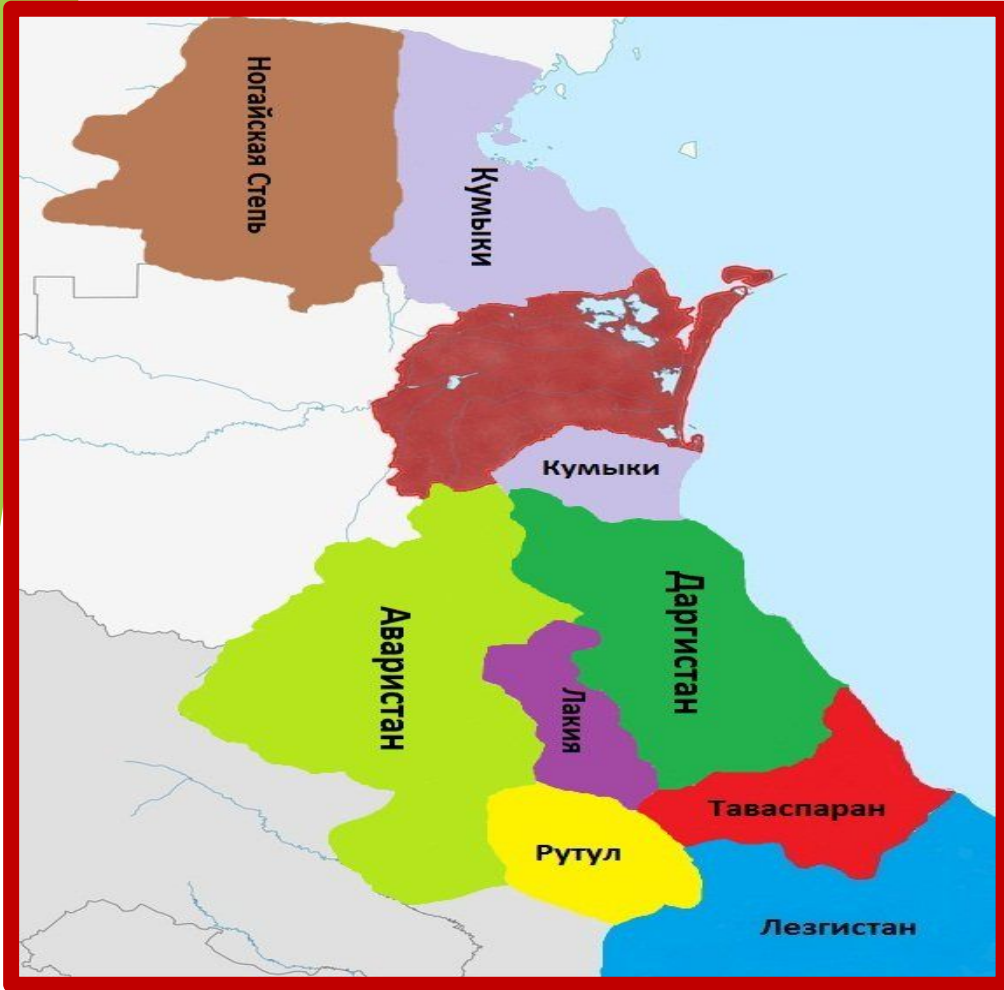 Ногайская Степь
Кумыки
Кумыки
Аваристан
Даргистан
Лакия
Таваспаран
Рутул
Лезгистан